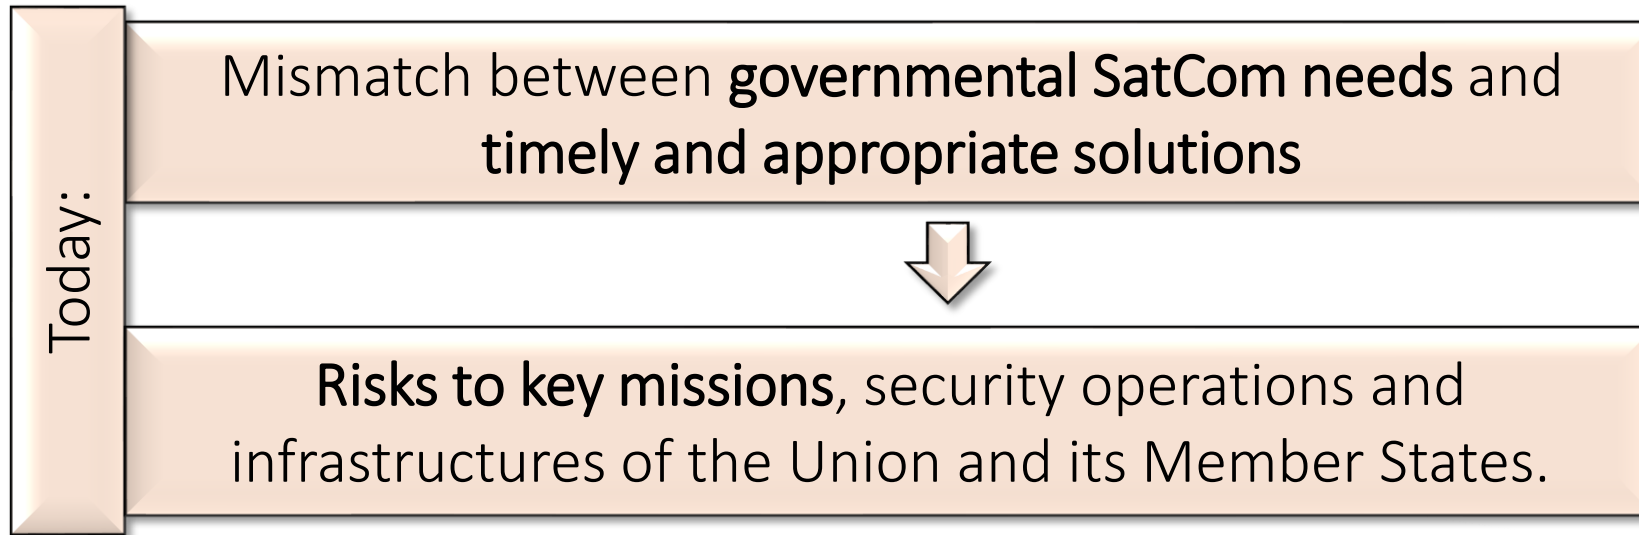 Today:
Mismatch between governmental SatCom needs and
timely and appropriate solutions
Risks to key missions, security operations and
infrastructures of the Union and its Member States.